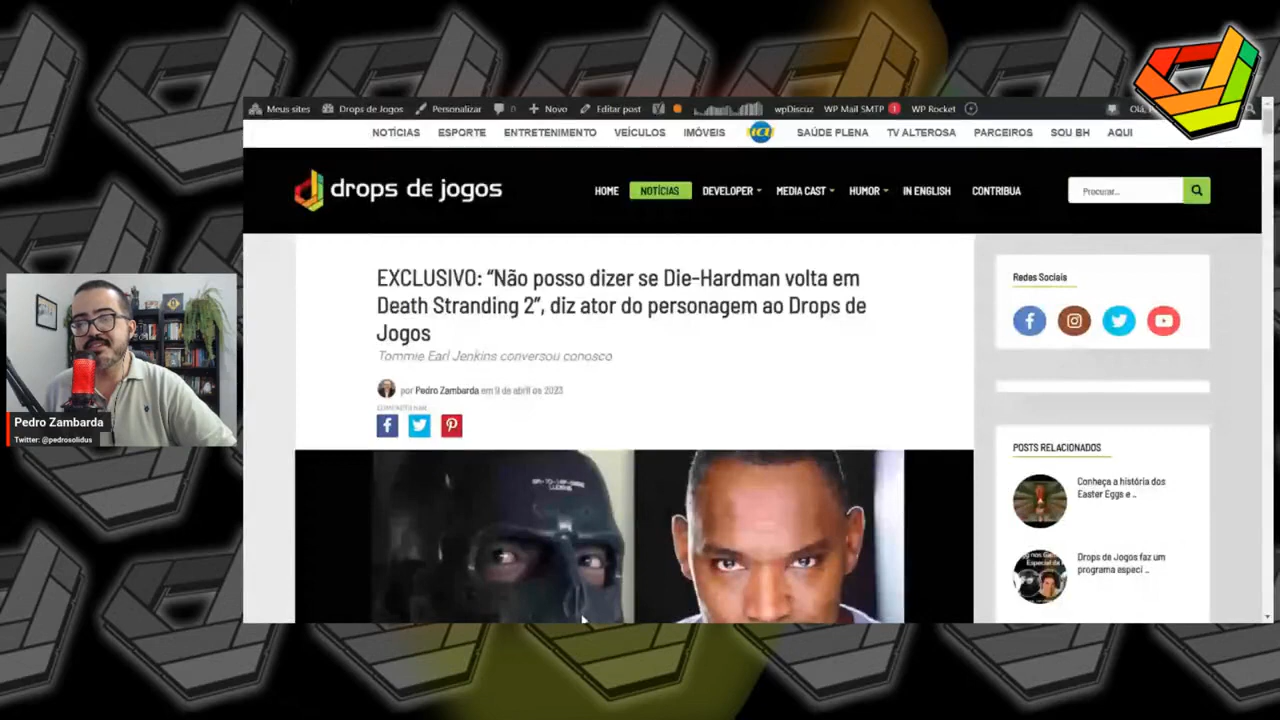 Meus sites Drops de Jogos Personalizar 0 Novo Editar post wpDiscuz WP Mail SMTP 1 WP Rocket
NOTÍCIAS ESPORTE ENTRETENIMENTO VEÍCULOS IMÓVEIS uai SAÚDE PLENA TV ALTEROSA PARCEIROS SOU BH AQUI
drops de jogos
HOME NOTÍCIAS DEVELOPER MEDIA CAST HUMOR IN ENGLISH CONTRIBUA
Procurar...
EXCLUSIVO: “Não posso dizer se Die-Hardman volta em
Death Stranding 2”, diz ator do personagem ao Drops de
Jogos
Tommie Earl Jenkins conversou conosco
por Pedro Zambarda em 9 de abril de 2023
Redes Sociais
POSTS RELACIONADOS
Conheça a história dos
Easter Eggs e ..
Drops de Jogos faz um
programa especi ..
Pedro Zambarda
Twitter: @pedrosolidus